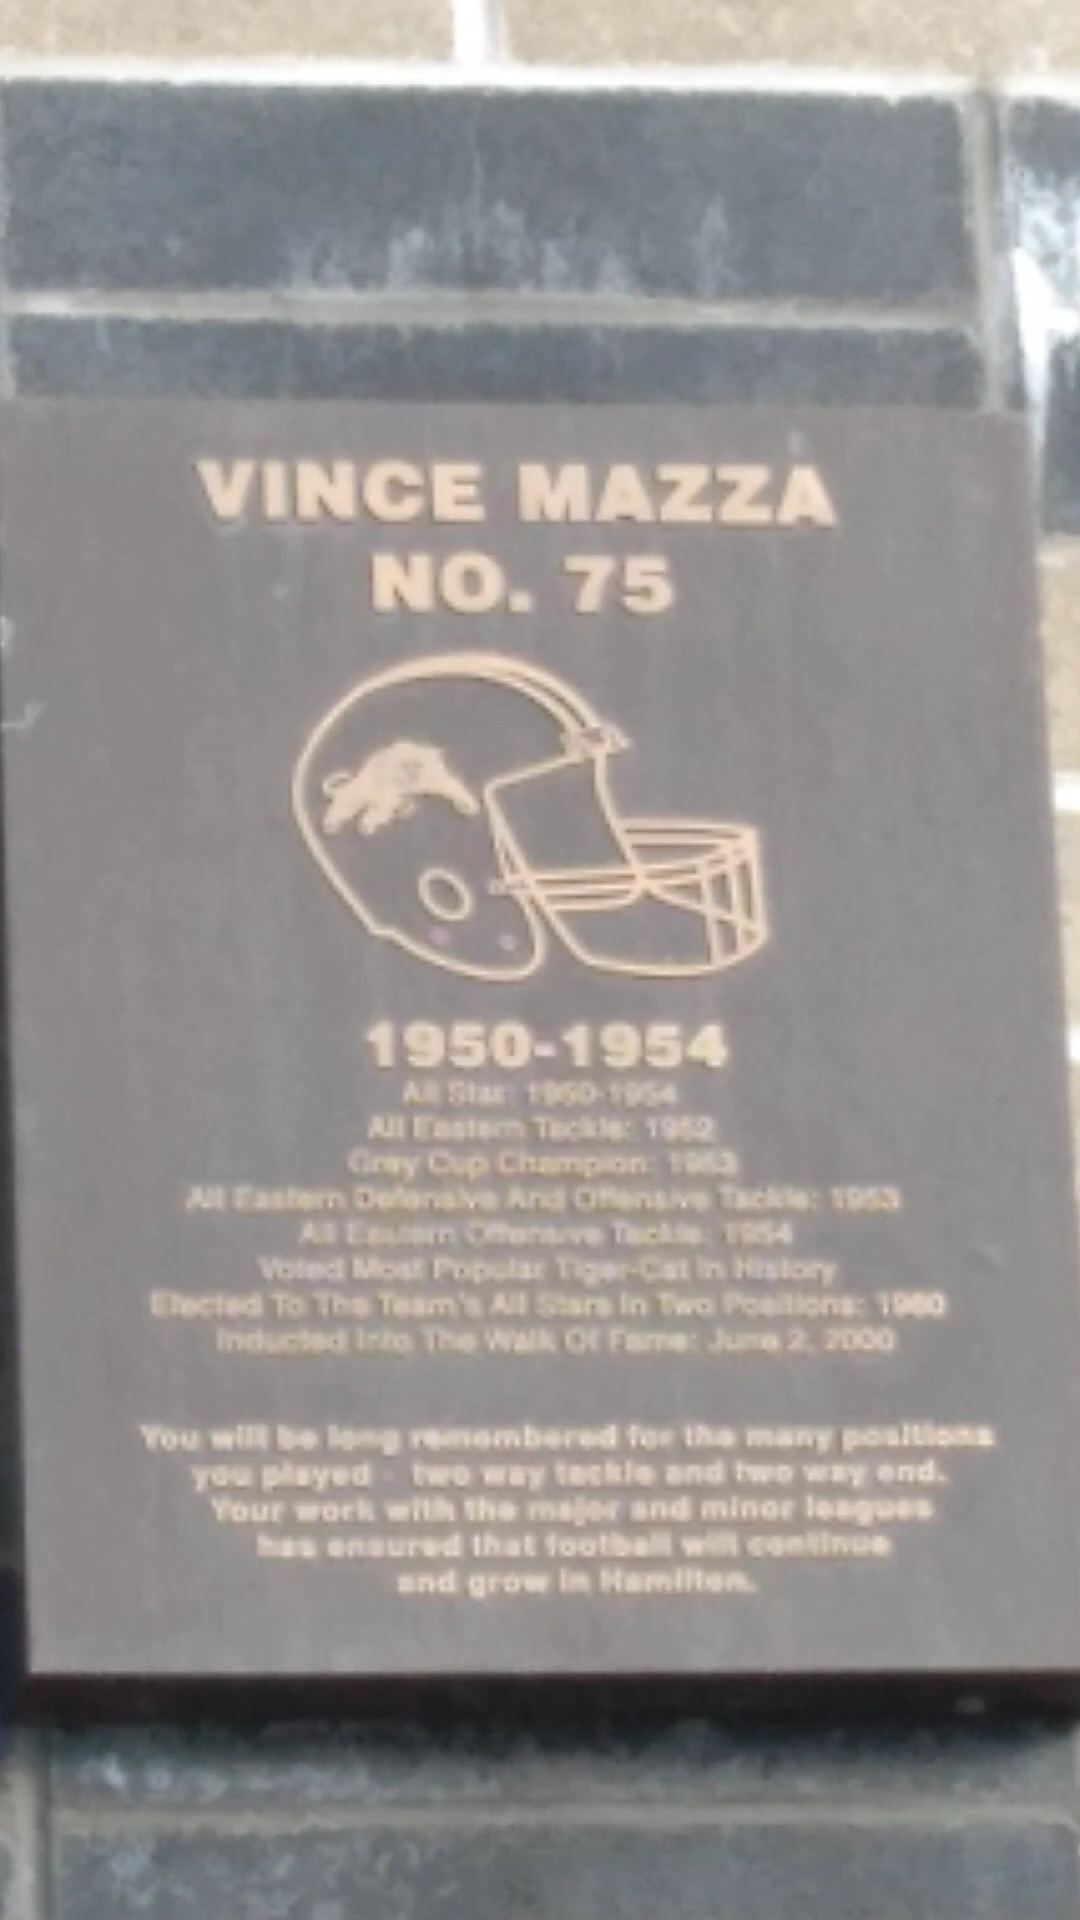 VINCE MAZZA
NO. 75
1950-1954
All Star: 1950-1954
All Eastern Tackle: 1952
Grey Cup Champion: 1953
All Eastern Defensive And Offensive Tackle: 1953
All Eastern Offensive Tackle: 1954
Voted Most Popular Tiger-Cat In History
Elected To The Team's All Stars In Two Positions: 1960
Inducted Into The Walk Of Fame: June 2, 2000
You will be long remembered for the many positions
you played - two way tackle and two way end.
Your work with the major and minor leagues
has ensured that football will continue
and grow in Hamilton.